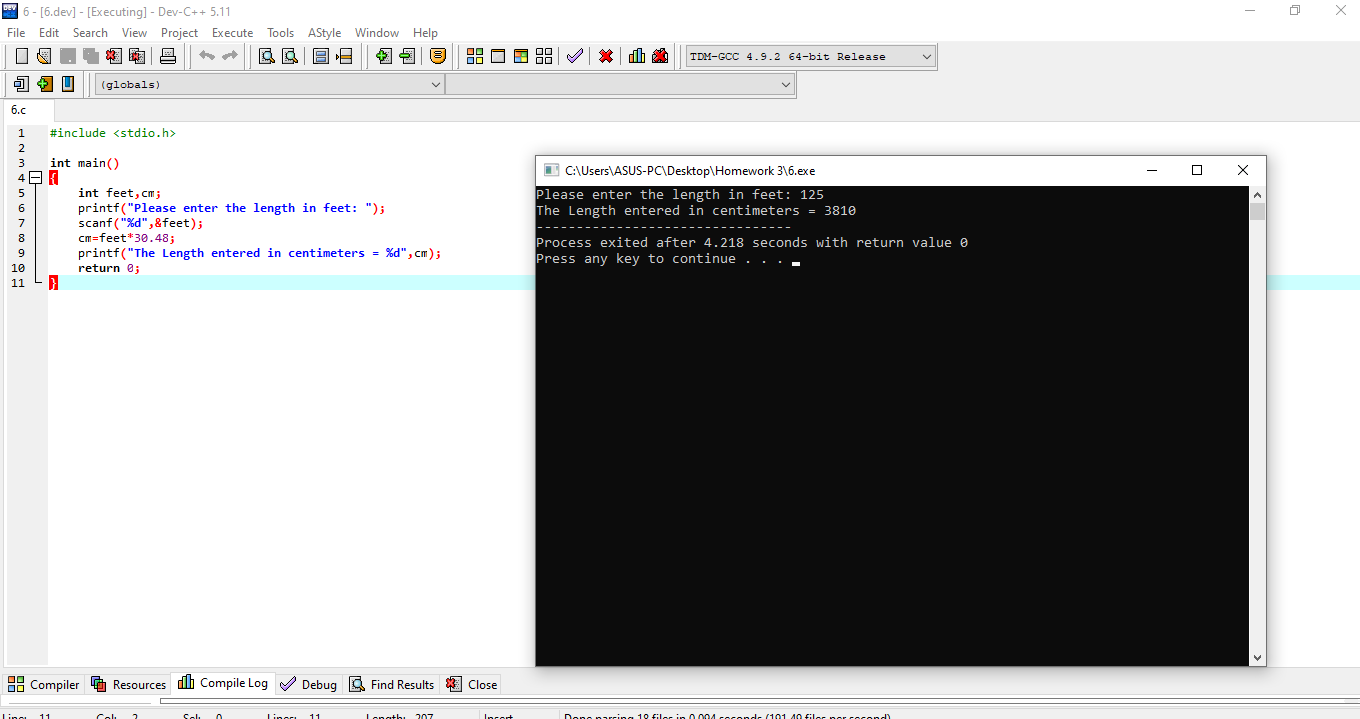 6 - [6.dev] - [Executing] - Dev-C++ 5.11
File Edit Search View Project Execute Tools AStyle Window Help
TDM-GCC 4.9.2 64-bit Release
(globals)
6.c
1 #include <stdio.h>
2
3 int main()
4 {
5 int feet,cm;
6 printf("Please enter the length in feet: ");
7 scanf("%d",&feet);
8 cm=feet*30.48;
9 printf("The Length entered in centimeters = %d",cm);
10 return 0;
11 }
C:\Users\ASUS-PC\Desktop\Homework 3\6.exe
Please enter the length in feet: 125
The Length entered in centimeters = 3810
--------------------------------
Process exited after 4.218 seconds with return value 0
Press any key to continue . . .
Compiler Resources Compile Log Debug Find Results Close
Line: 11 Col: 2 Sel: 0 Lines: 11 Length: 207 Insert Done parsing 18 files in 0.094 seconds (191.49 files per second)